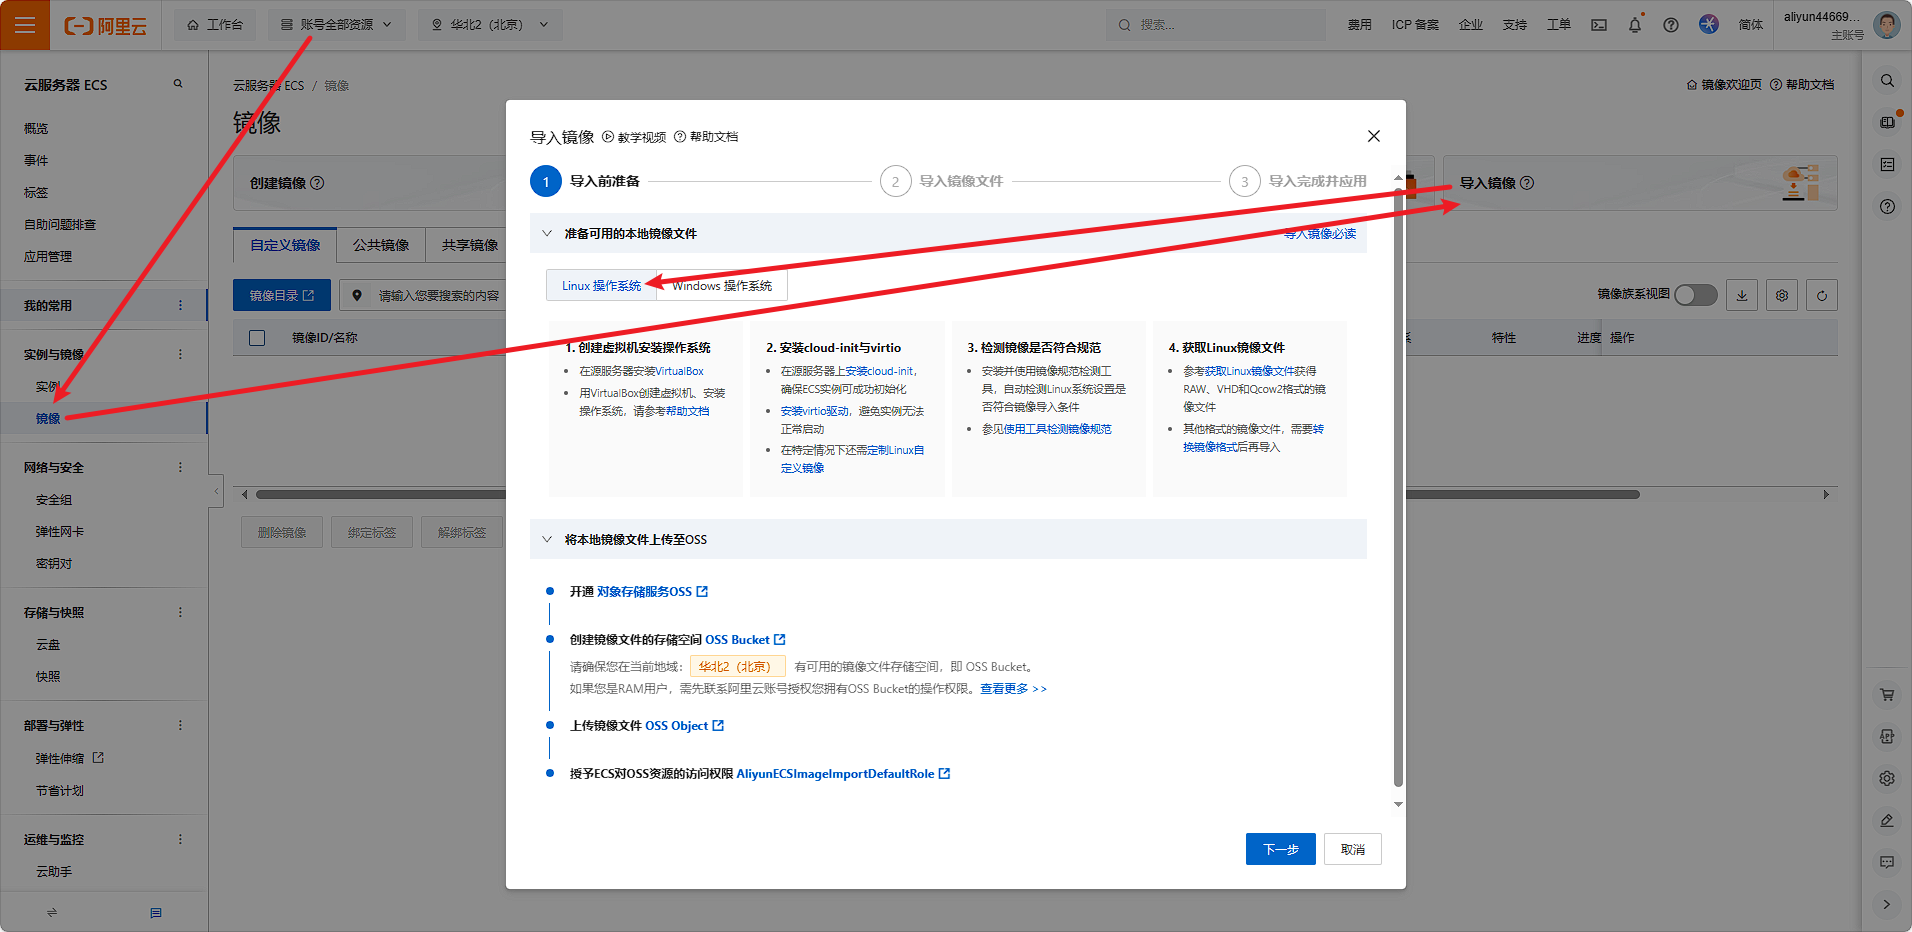 阿里云
工作台
账号全部资源
华北2（北京）
搜索...
费用
ICP 备案
企业
支持
工单
简体
aliyun44669...
主账号
云服务器 ECS
概览
事件
标签
自助问题排查
应用管理
我的常用
实例与镜像
实例
镜像
网络与安全
安全组
弹性网卡
密钥对
存储与快照
云盘
快照
部署与弹性
弹性伸缩
节省计划
运维与监控
云助手
云服务器 ECS / 镜像
镜像欢迎页
帮助文档
镜像
创建镜像
导入镜像
自定义镜像
公共镜像
共享镜像
镜像目录
请输入您要搜索的内容
镜像族系视图
镜像ID/名称
系
特性
进度
操作
删除镜像
绑定标签
解绑标签
导入镜像
教学视频
帮助文档
1 导入前准备
2 导入镜像文件
3 导入完成并应用
准备可用的本地镜像文件
导入镜像必读
Linux 操作系统
Windows 操作系统
1. 创建虚拟机安装操作系统
在源服务器安装VirtualBox
用VirtualBox创建虚拟机、安装
操作系统，请参考帮助文档
2. 安装cloud-init与virtio
在源服务器上安装cloud-init，
确保ECS实例可成功初始化
安装virtio驱动，避免实例无法
正常启动
在特定情况下还需定制Linux自
定义镜像
3. 检测镜像是否符合规范
安装并使用镜像规范检测工
具，自动检测Linux系统设置是
否符合镜像导入条件
参见使用工具检测镜像规范
4. 获取Linux镜像文件
参考获取Linux镜像文件获得
RAW、VHD和Qcow2格式的镜
像文件
其他格式的镜像文件，需要转
换镜像格式后再导入
将本地镜像文件上传至OSS
开通 对象存储服务OSS
创建镜像文件的存储空间 OSS Bucket
请确保您在当前地域： 华北2（北京） 有可用的镜像文件存储空间，即 OSS Bucket。
如果您是RAM用户，需先联系阿里云账号授权您拥有OSS Bucket的操作权限。查看更多 >>
上传镜像文件 OSS Object
授予ECS对OSS资源的访问权限 AliyunECSImageImportDefaultRole
下一步
取消